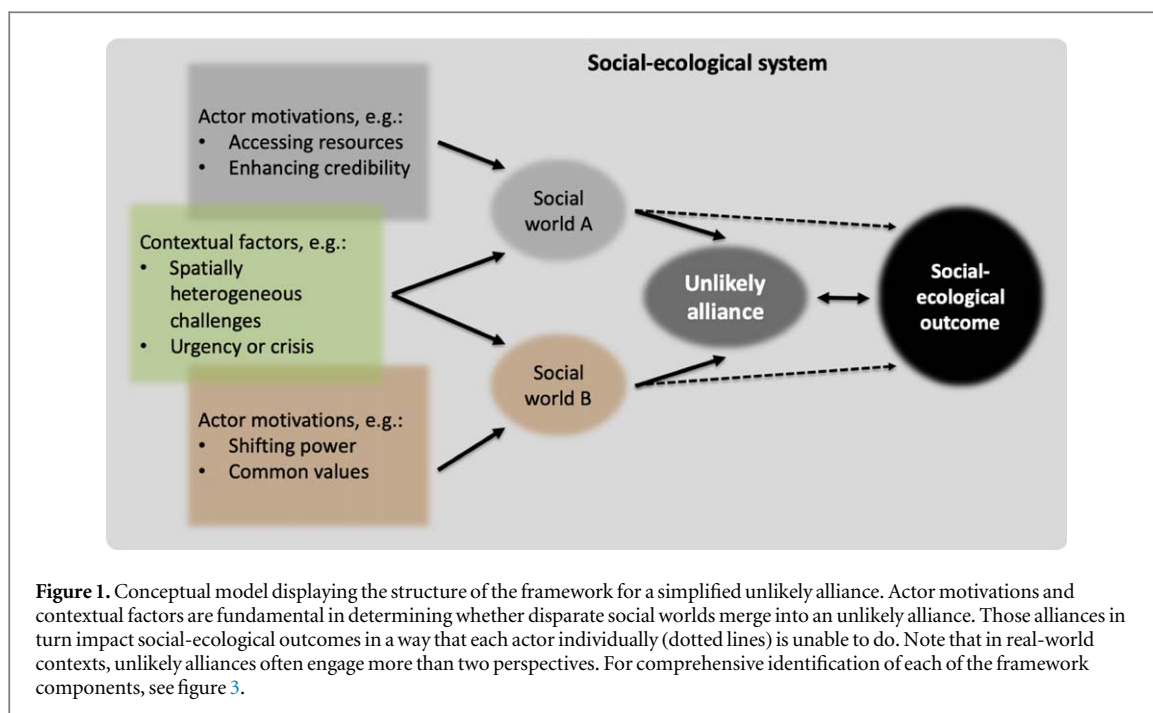 Social-ecological system
Actor motivations, e.g.:
• Accessing resources
• Enhancing credibility
Contextual factors, e.g.:
• Spatially
heterogeneous
challenges
• Urgency or crisis
Actor motivations, e.g.:
• Shifting power
• Common values
Social
world A
Social
world B
Unlikely
alliance
Social-
ecological
outcome
Figure 1. Conceptual model displaying the structure of the framework for a simplified unlikely alliance. Actor motivations and
contextual factors are fundamental in determining whether disparate social worlds merge into an unlikely alliance. Those alliances in
turn impact social-ecological outcomes in a way that each actor individually (dotted lines) is unable to do. Note that in real-world
contexts, unlikely alliances often engage more than two perspectives. For comprehensive identification of each of the framework
components, see figure 3.